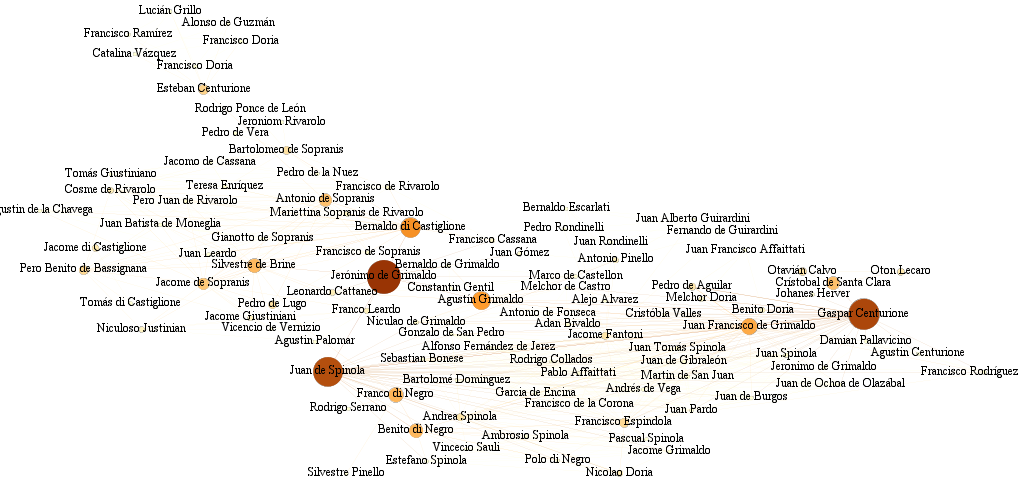 Lucián Grillo
Alonso de Guzmán
Francisco Ramírez
Francisco Doria
Catalina Vázquez
Francisco Doria
Esteban Centurione
Rodrigo Ponce de León
Jeroniom Rivarolo
Pedro de Vera
Bartolomeo de Sopranis
Jacomo de Cassana
Tomás Giustiniano
Pedro de la Nuez
Cosme de Rivarolo
Teresa Enríquez
Francisco de Rivarolo
Pero Juan de Rivarolo
Antonio de Sopranis
gustin de la Chavega
Mariettina Sopranis de Rivarolo
Bernaldo Escarlati
Juan Batista de Moneglia
Bernaldo di Castiglione
Pedro Rondinelli
Juan Alberto Guirardini
Fernando de Guirardini
Gianotto de Sopranis
Francisco Cassana
Juan Rondinelli
Jacome di Castiglione
Juan Leardo
Francisco de Sopranis
Juan Gómez
Antonio Pinello
Juan Francisco Affaittati
Pero Benito de Bassignana
Silvestre de Brine
Bernaldo de Grimaldo
Jerónimo de Grimaldo
Marco de Castellon
Otavián Calvo
Oton Lecaro
Jacome de Sopranis
Constantin Gentil
Melchor de Castro
Pedro de Aguilar
Cristobal de Santa Clara
Leonardo Cattaneo
Agustín Grimaldo
Alejo Alvarez
Melchor Doria
Johanes Herver
Tomás di Castiglione
Pedro de Lugo
Franco Leardo
Antonio de Fonseca
Cristóbla Valles
Benito Doria
Gaspar Centurione
Jacome Giustiniani
Niculao de Grimaldo
Adan Bivaldo
Juan Francisco de Grimaldo
Niculoso Justinian
Vicencio de Vernizio
Gonzalo de San Pedro
Jacome Fantoni
Agustin Palomar
Alfonso Fernández de Jerez
Juan Tomás Spinola
Damian Pallavicino
Sebastian Bonese
Rodrigo Collados
Juan de Gibraleón
Juan Spinola
Agustin Centurione
Juan de Spinola
Pablo Affaittati
Martin de San Juan
Jeronimo de Grimaldo
Francisco Rodríguez
Bartolomé Dominguez
Andrés de Vega
Juan de Ochoa de Olazábal
Franco di Negro
Garcia de Encina
Juan de Burgos
Rodrigo Serrano
Francisco de la Corona
Juan Pardo
Andrea Spinola
Francisco Espindola
Benito di Negro
Ambrosio Spinola
Pascual Spinola
Vincecio Sauli
Jacome Grimaldo
Estefano Spinola
Polo di Negro
Silvestre Pinello
Nicolao Doria